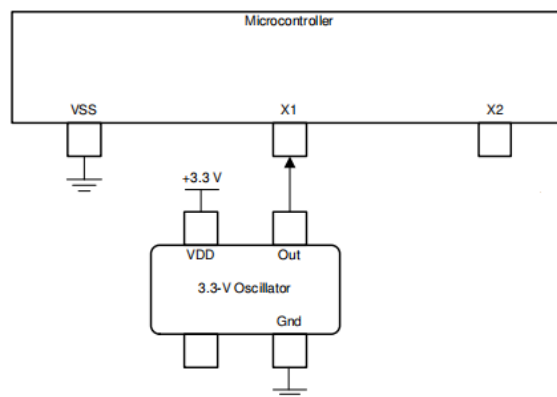 Microcontroller
VSS X1 X2
+3.3 V
VDD Out
3.3-V Oscillator
Gnd